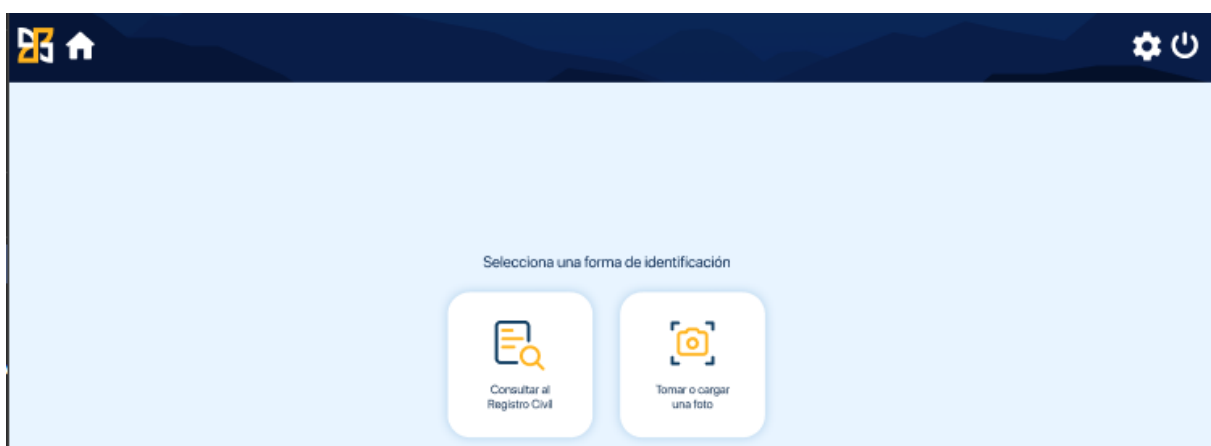 Selecciona una forma de identificación
Consultar al
Registro Civil
Tomar o cargar
una foto